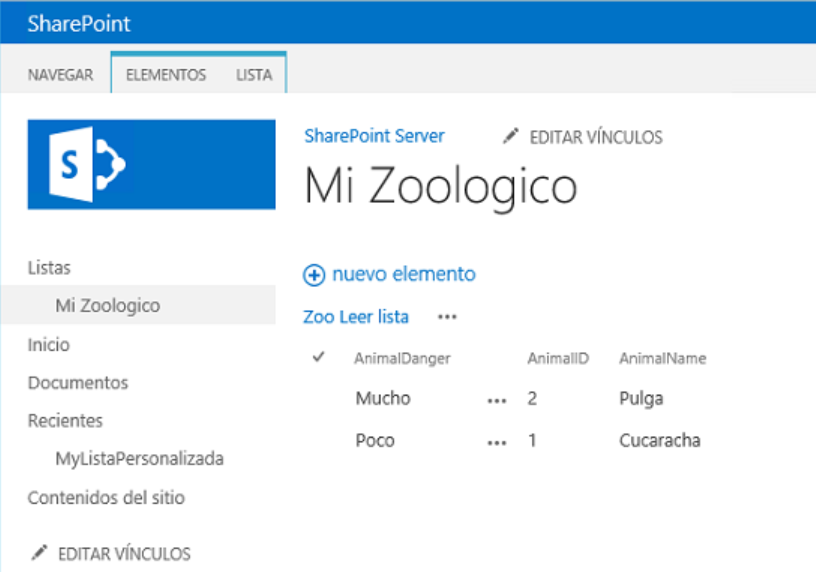 SharePoint
NAVEGAR ELEMENTOS LISTA
S
SharePoint Server EDITAR VÍNCULOS
Mi Zoologico
Listas
Mi Zoologico
Inicio
Documentos
Recientes
MyListaPersonalizada
Contenidos del sitio
EDITAR VÍNCULOS
nuevo elemento
Zoo Leer lista ...
AnimalDanger AnimalID AnimalName
Mucho ... 2 Pulga
Poco ... 1 Cucaracha